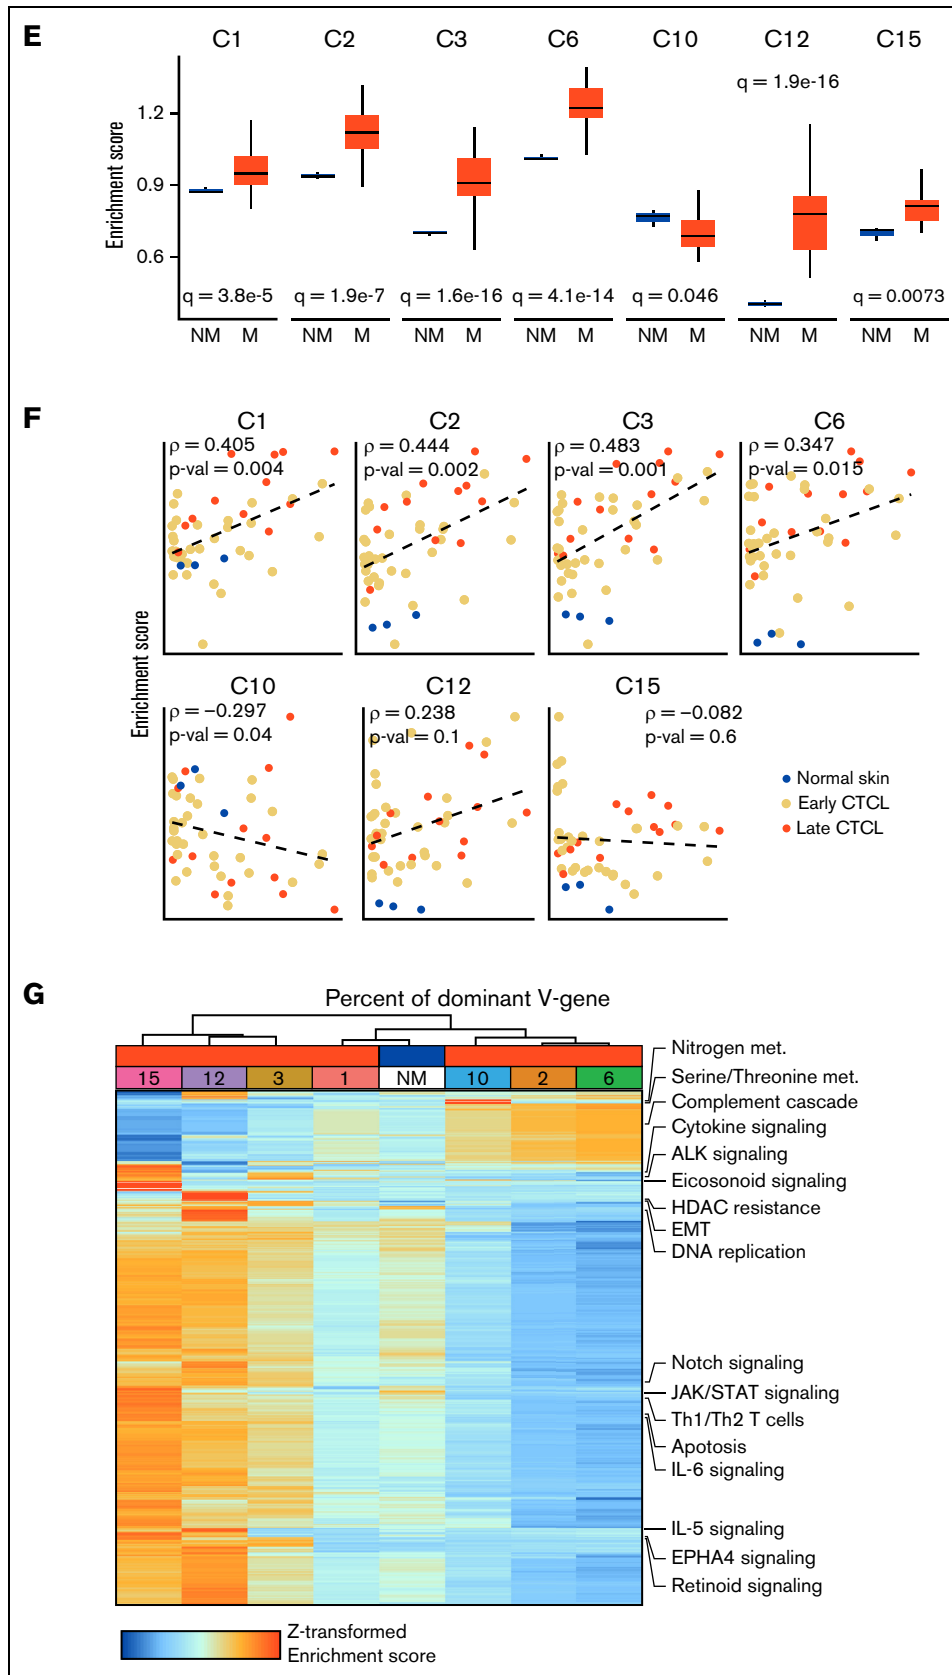 E
C1 C2 C3 C6 C10 C12 C15
q = 1.9e-16
1.2
0.9
0.6
Enrichment score
q = 3.8e-5 q = 1.9e-7 q = 1.6e-16 q = 4.1e-14 q = 0.046 q = 0.0073
NM M NM M NM M NM M NM M NM M NM M
F
C1 C2 C3 C6
ρ = 0.405 ρ = 0.444 ρ = 0.483 ρ = 0.347
p-val = 0.004 p-val = 0.002 p-val = 0.001 p-val = 0.015
Enrichment score
C10 C12 C15
ρ = −0.297 ρ = 0.238 ρ = −0.082
p-val = 0.04 p-val = 0.1 p-val = 0.6
Normal skin
Early CTCL
Late CTCL
G
Percent of dominant V-gene
15 12 3 1 NM 10 2 6
Nitrogen met.
Serine/Threonine met.
Complement cascade
Cytokine signaling
ALK signaling
Eicosonoid signaling
HDAC resistance
EMT
DNA replication
Notch signaling
JAK/STAT signaling
Th1/Th2 T cells
Apotosis
IL-6 signaling
IL-5 signaling
EPHA4 signaling
Retinoid signaling
Z-transformed
Enrichment score